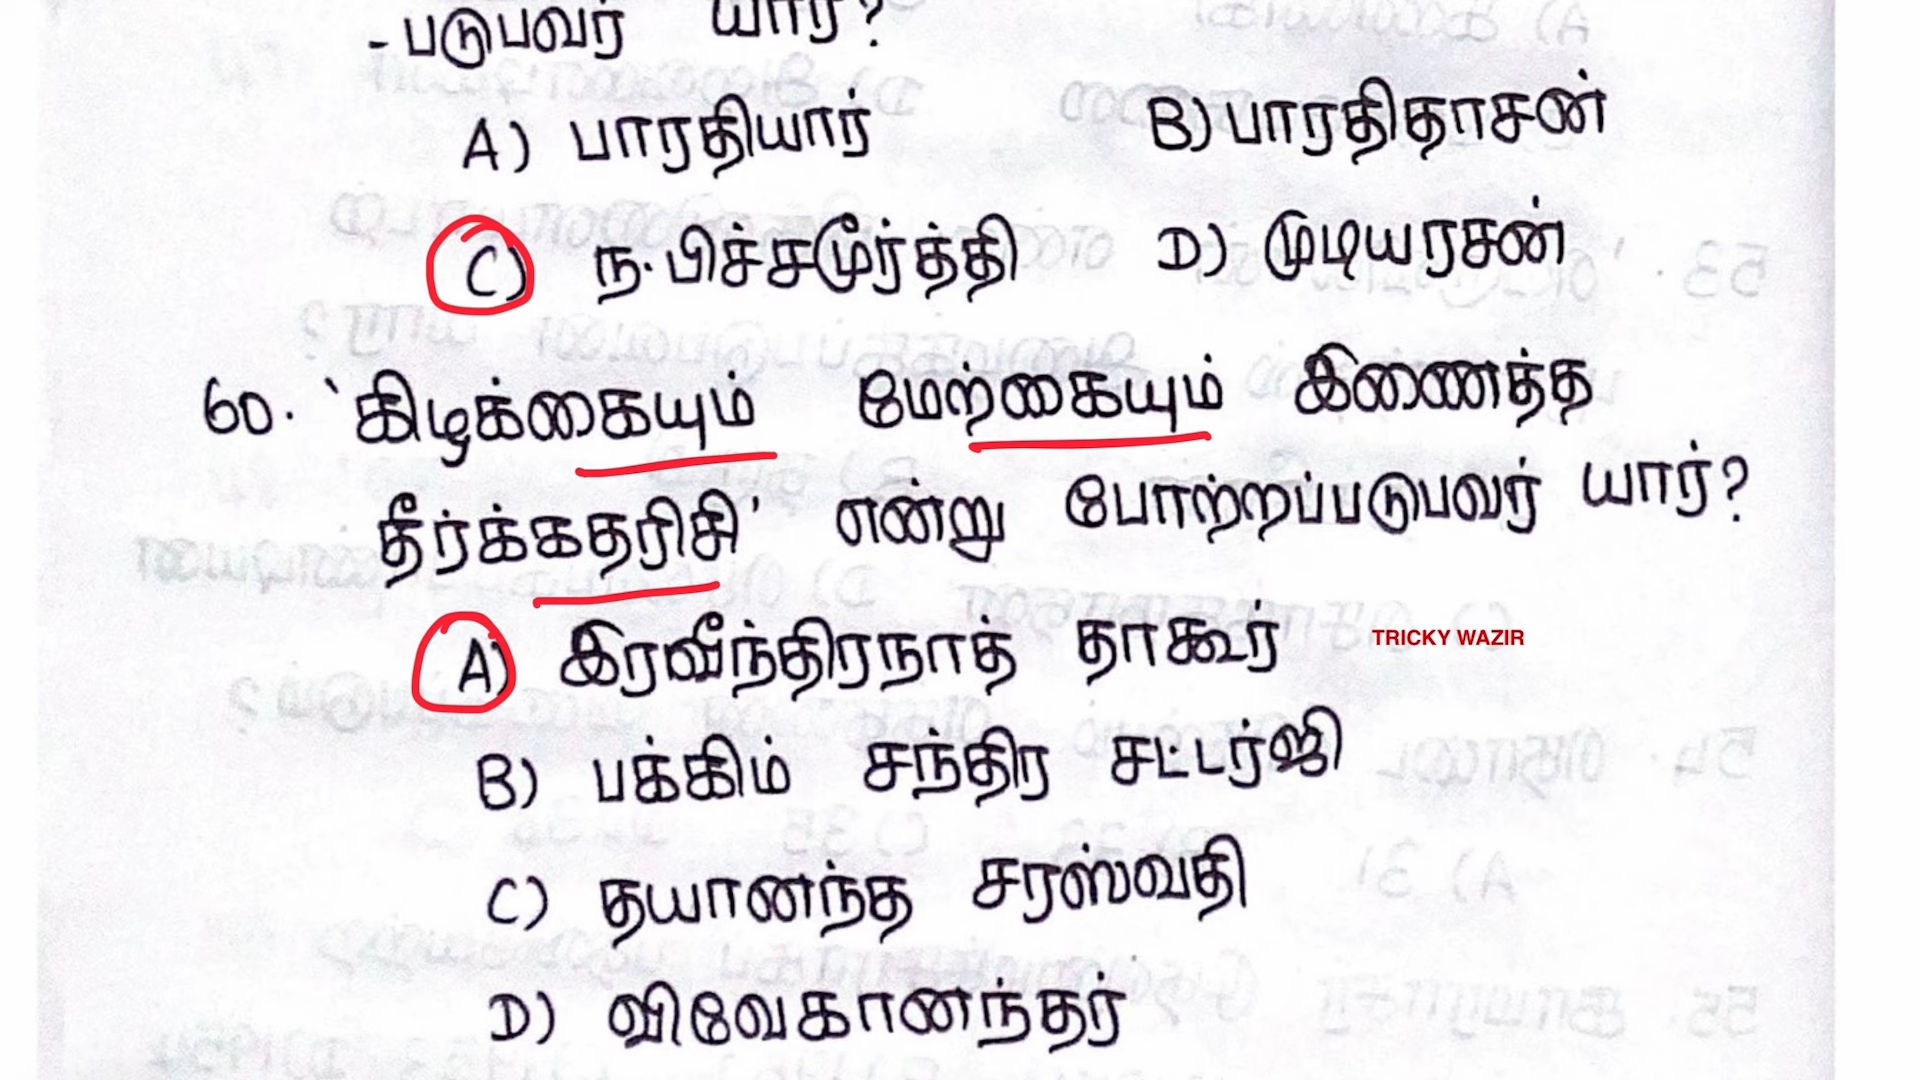 - படுபவர் யார்?
A) பாரதியார் B) பாரதிதாசன்
C) ந.பிச்சமூர்த்தி D) முடியரசன்
60. 'கிழக்கையும் மேற்கையும் இணைத்த
தீர்க்கதரிசி' என்று போற்றப்படுபவர் யார்?
A) இரவீந்திரநாத் தாகூர் TRICKY WAZIR
B) பக்கிம் சந்திர சட்டர்ஜி
C) தயானந்த சரஸ்வதி
D) விவேகானந்தர்